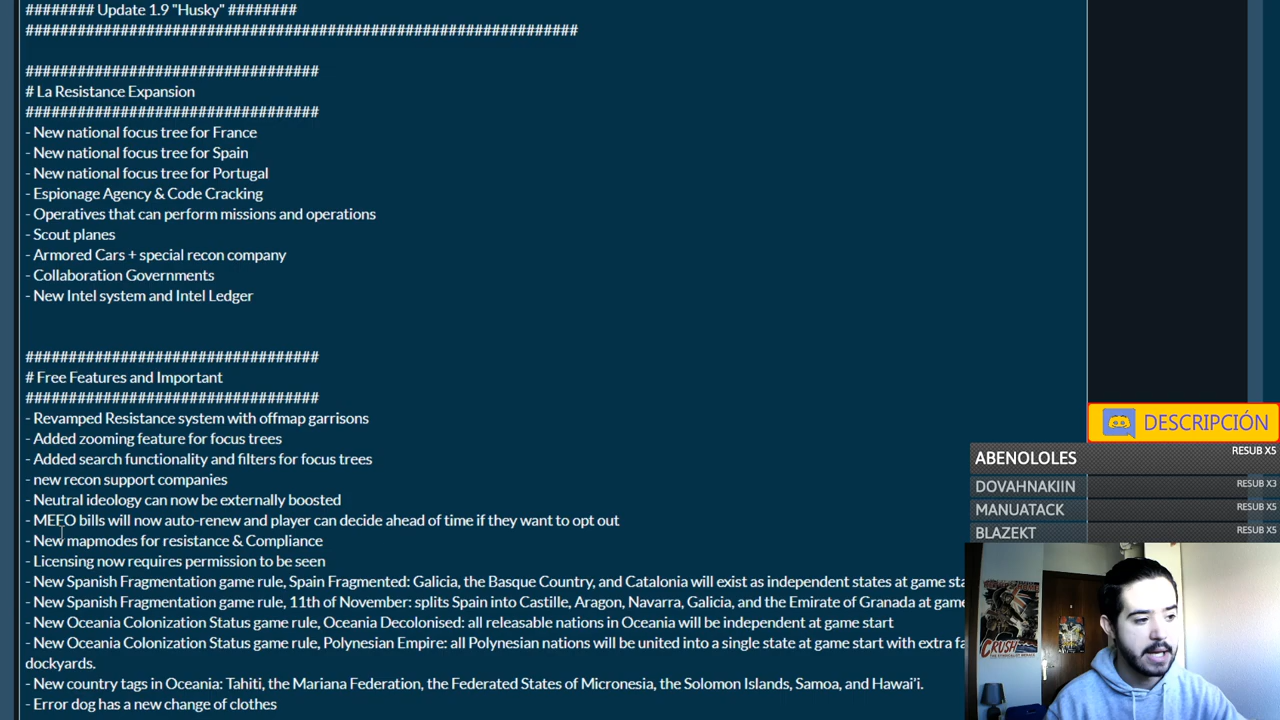 ######## Update 1.9 "Husky" ########
################################################################
##################################
# La Resistance Expansion
##################################
- New national focus tree for France
- New national focus tree for Spain
- New national focus tree for Portugal
- Espionage Agency & Code Cracking
- Operatives that can perform missions and operations
- Scout planes
- Armored Cars + special recon company
- Collaboration Governments
- New Intel system and Intel Ledger
##################################
# Free Features and Important
##################################
- Revamped Resistance system with offmap garrisons
- Added zooming feature for focus trees
- Added search functionality and filters for focus trees
- new recon support companies
- Neutral ideology can now be externally boosted
- MEFO bills will now auto-renew and player can decide ahead of time if they want to opt out
- New mapmodes for resistance & Compliance
- Licensing now requires permission to be seen
- New Spanish Fragmentation game rule, Spain Fragmented: Galicia, the Basque Country, and Catalonia will exist as independent states at game sta
- New Spanish Fragmentation game rule, 11th of November: splits Spain into Castille, Aragon, Navarra, Galicia, and the Emirate of Granada at game
- New Oceania Colonization Status game rule, Oceania Decolonised: all releasable nations in Oceania will be independent at game start
- New Oceania Colonization Status game rule, Polynesian Empire: all Polynesian nations will be united into a single state at game start with extra fa
dockyards.
- New country tags in Oceania: Tahiti, the Mariana Federation, the Federated States of Micronesia, the Solomon Islands, Samoa, and Hawai'i.
- Error dog has a new change of clothes
DESCRIPCIÓN
ABENOLOLES RESUB X5
DOVAHNAKIIN RESUB X3
MANUATACK RESUB X5
BLAZEKT RESUB X5
CRUSH